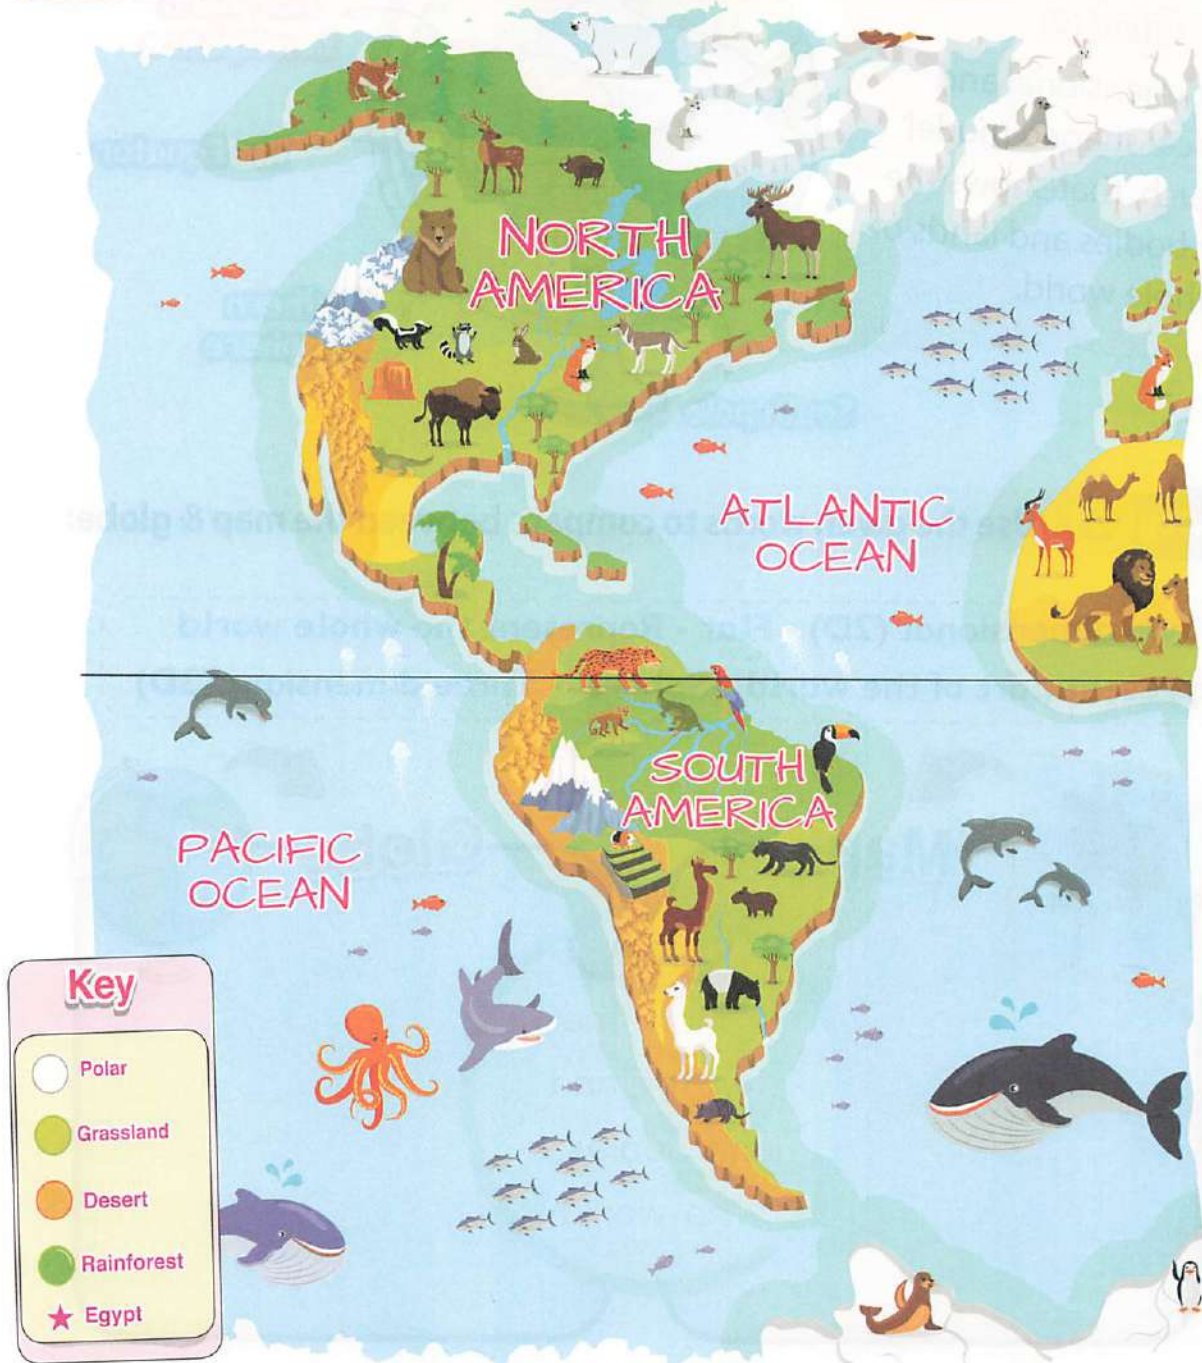 NORTH
AMERICA
ATLANTIC
OCEAN
SOUTH
AMERICA
PACIFIC
OCEAN
Key
Polar
Grassland
Desert
Rainforest
Egypt